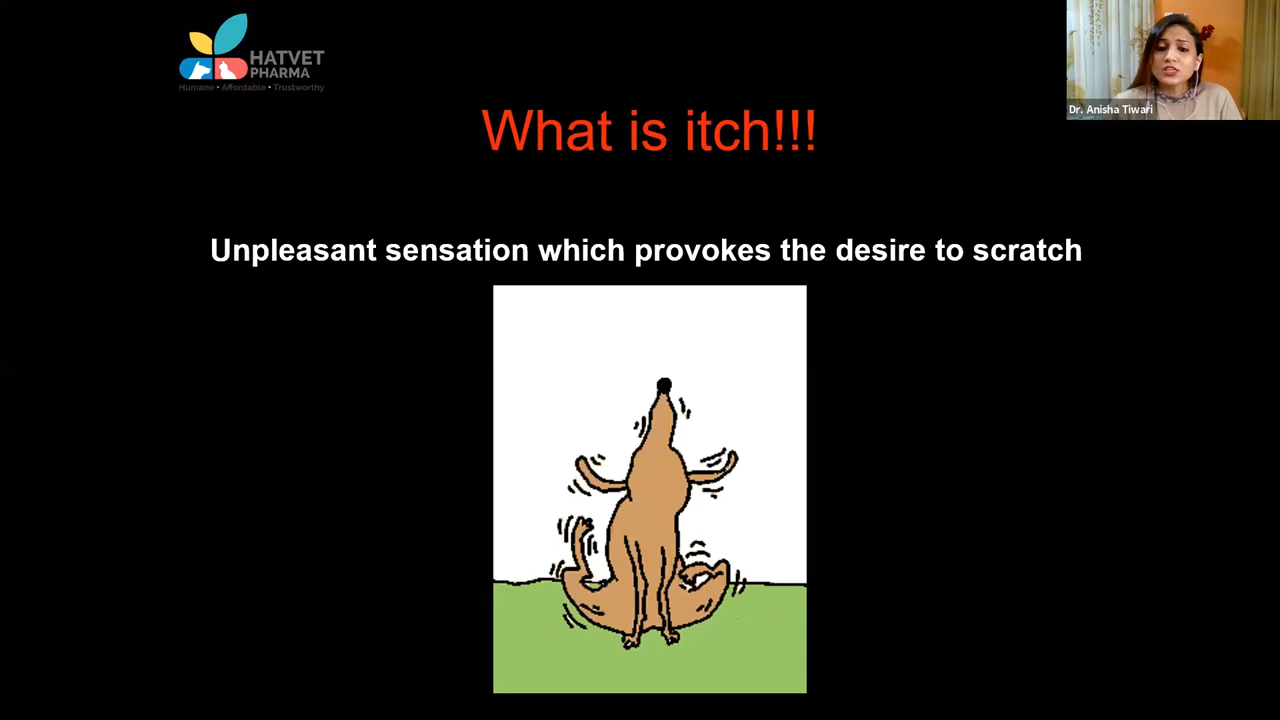 HATVET
PHARMA
Humane • Affordable • Trustworthy
Dr. Anisha Tiwari
What is itch!!!
Unpleasant sensation which provokes the desire to scratch